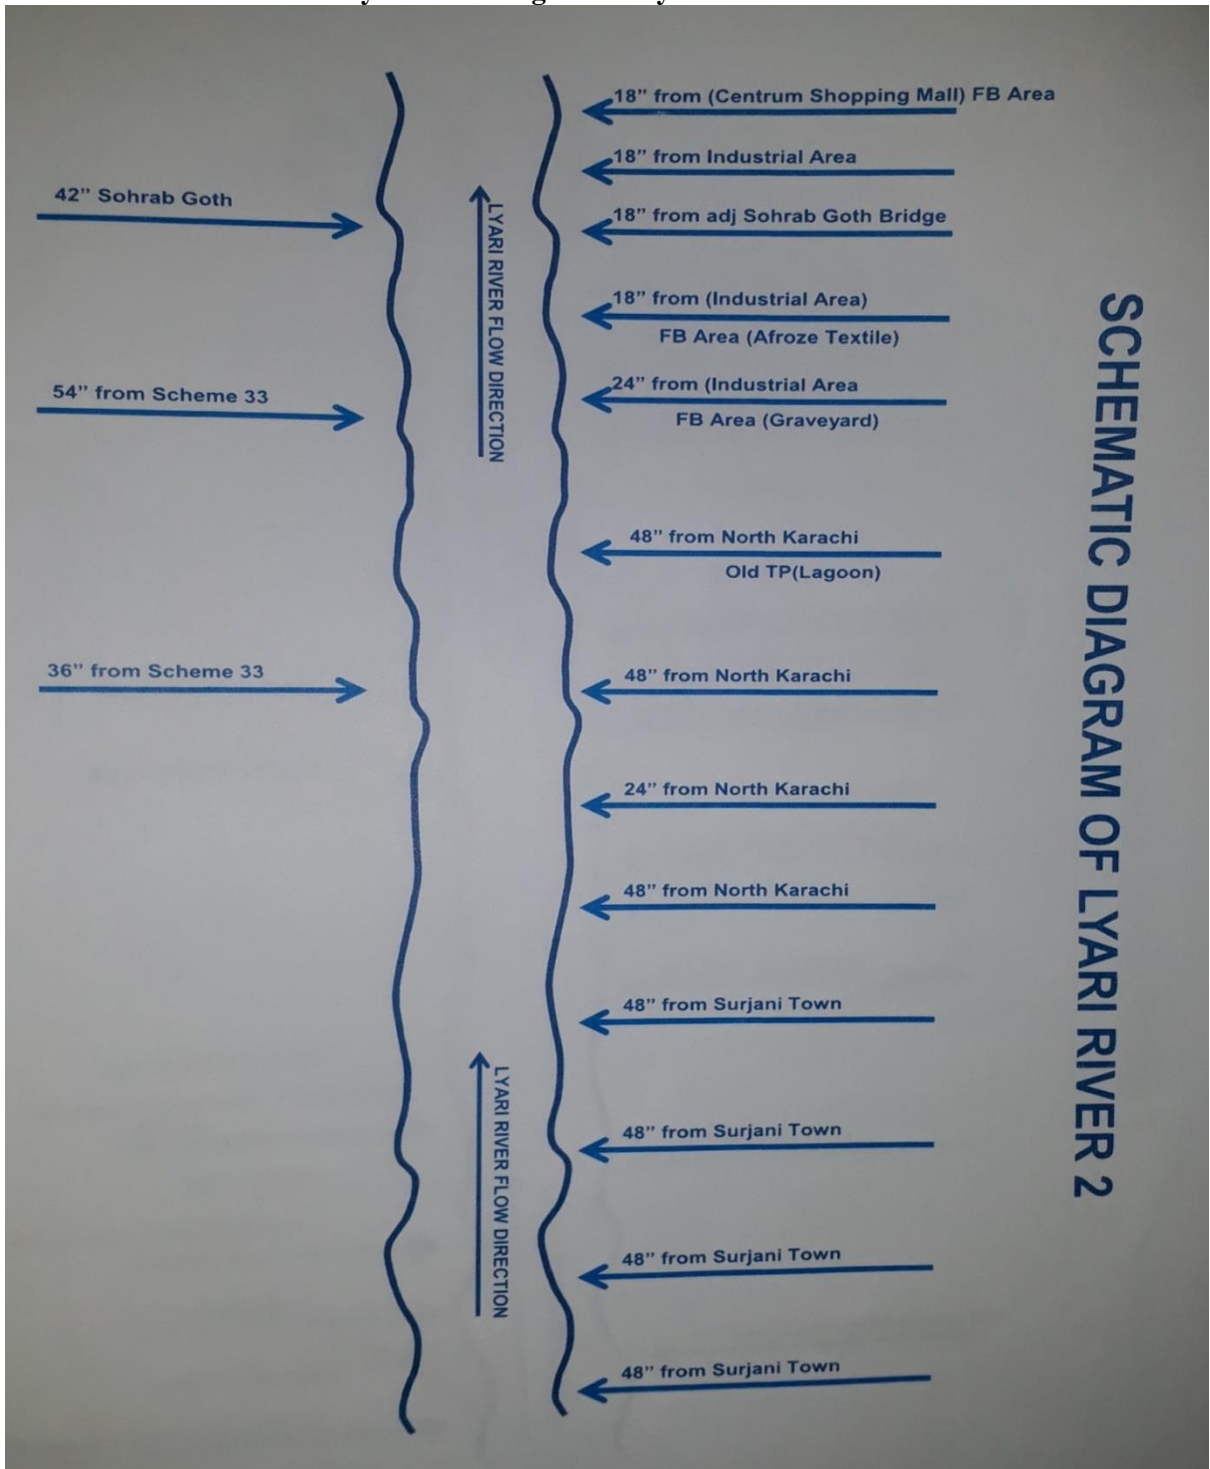 18” from (Centrum Shopping Mall) FB Area
18” from Industrial Area
42” Sohrab Goth
18” from adj Sohrab Goth Bridge
LYARI RIVER FLOW DIRECTION
18” from (Industrial Area)
FB Area (Afroze Textile)
54” from Scheme 33
24” from (Industrial Area
FB Area (Graveyard)
SCHEMATIC DIAGRAM OF LYARI RIVER 2
48” from North Karachi
Old TP(Lagoon)
36” from Scheme 33
48” from North Karachi
24” from North Karachi
48” from North Karachi
48” from Surjani Town
LYARI RIVER FLOW DIRECTION
48” from Surjani Town
48” from Surjani Town
48” from Surjani Town